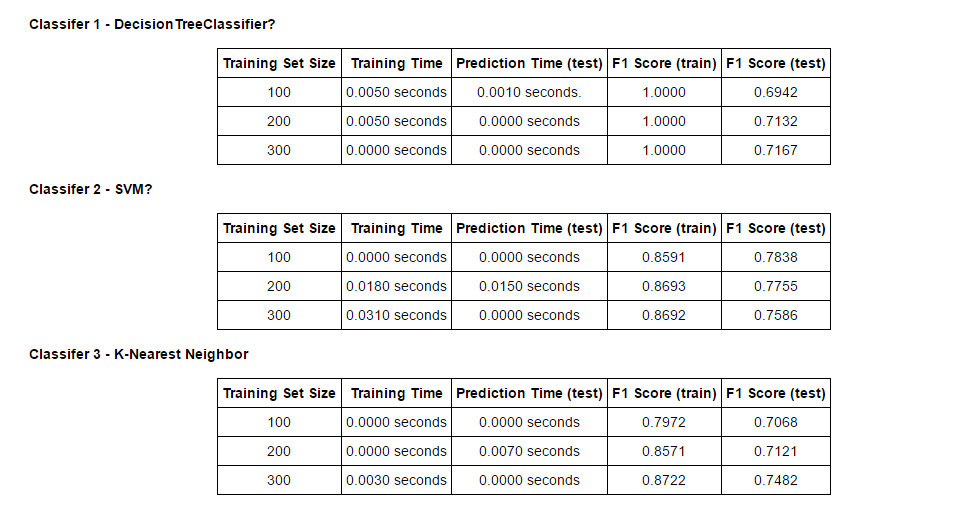 Classifer 1 - DecisionTreeClassifier?
Training Set Size Training Time Prediction Time (test) F1 Score (train) F1 Score (test)
100 0.0050 seconds 0.0010 seconds. 1.0000 0.6942
200 0.0050 seconds 0.0000 seconds 1.0000 0.7132
300 0.0000 seconds 0.0000 seconds 1.0000 0.7167
Classifer 2 - SVM?
Training Set Size Training Time Prediction Time (test) F1 Score (train) F1 Score (test)
100 0.0000 seconds 0.0000 seconds 0.8591 0.7838
200 0.0180 seconds 0.0150 seconds 0.8693 0.7755
300 0.0310 seconds 0.0000 seconds 0.8692 0.7586
Classifer 3 - K-Nearest Neighbor
Training Set Size Training Time Prediction Time (test) F1 Score (train) F1 Score (test)
100 0.0000 seconds 0.0000 seconds 0.7972 0.7068
200 0.0000 seconds 0.0070 seconds 0.8571 0.7121
300 0.0030 seconds 0.0000 seconds 0.8722 0.7482